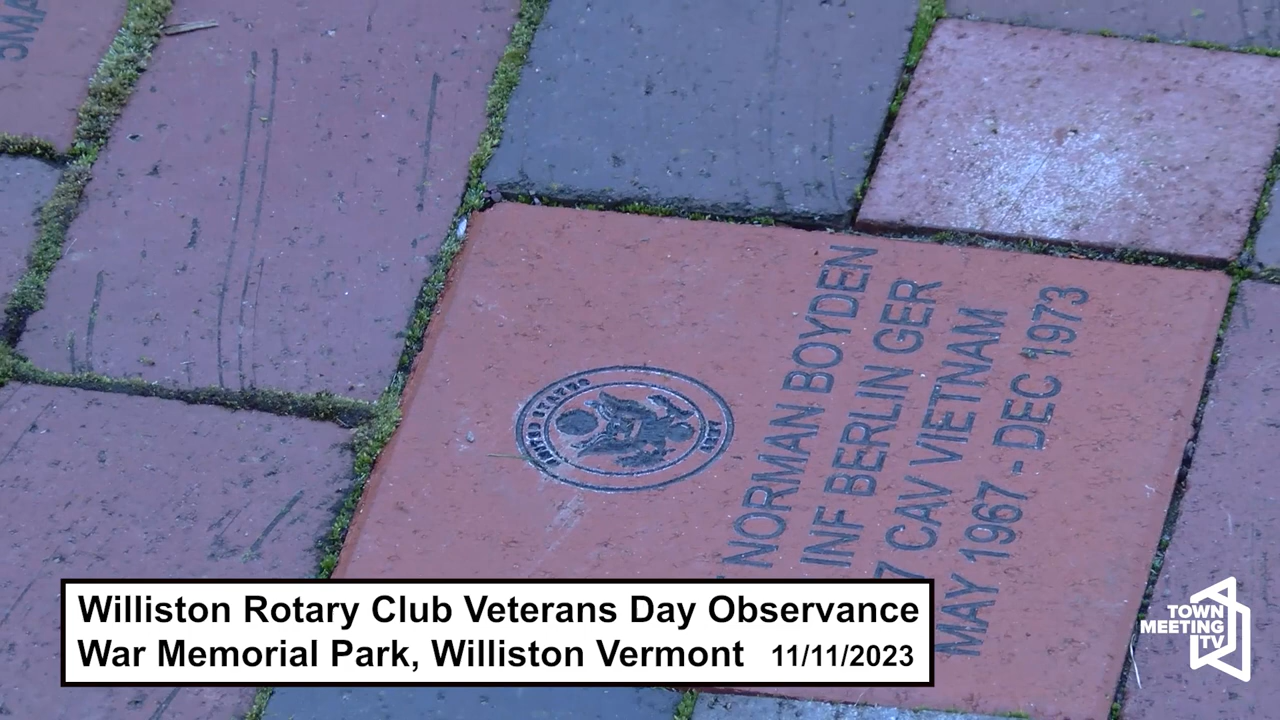 NORMAN BOYDEN
INF BERLIN GER
7 CAV VIETNAM
MAY 1967 - DEC 1973
Williston Rotary Club Veterans Day Observance
War Memorial Park, Williston Vermont 11/11/2023
TOWN
MEETING
TV